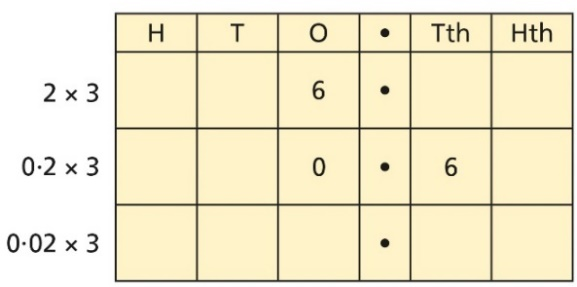 H T O • Tth Hth
2 × 3 6 •
0·2 × 3 0 • 6
0·02 × 3 •